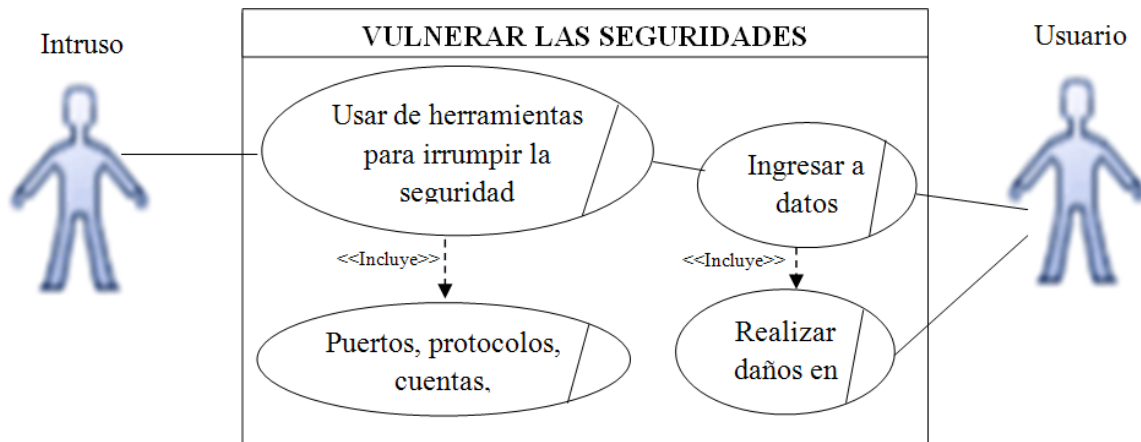 Intruso
VULNERAR LAS SEGURIDADES
Usuario
Usar de herramientas
para irrumpir la
seguridad
Ingresar a
datos
<<Incluye>>
<<Incluye>>
Puertos, protocolos,
cuentas,
Realizar
daños en